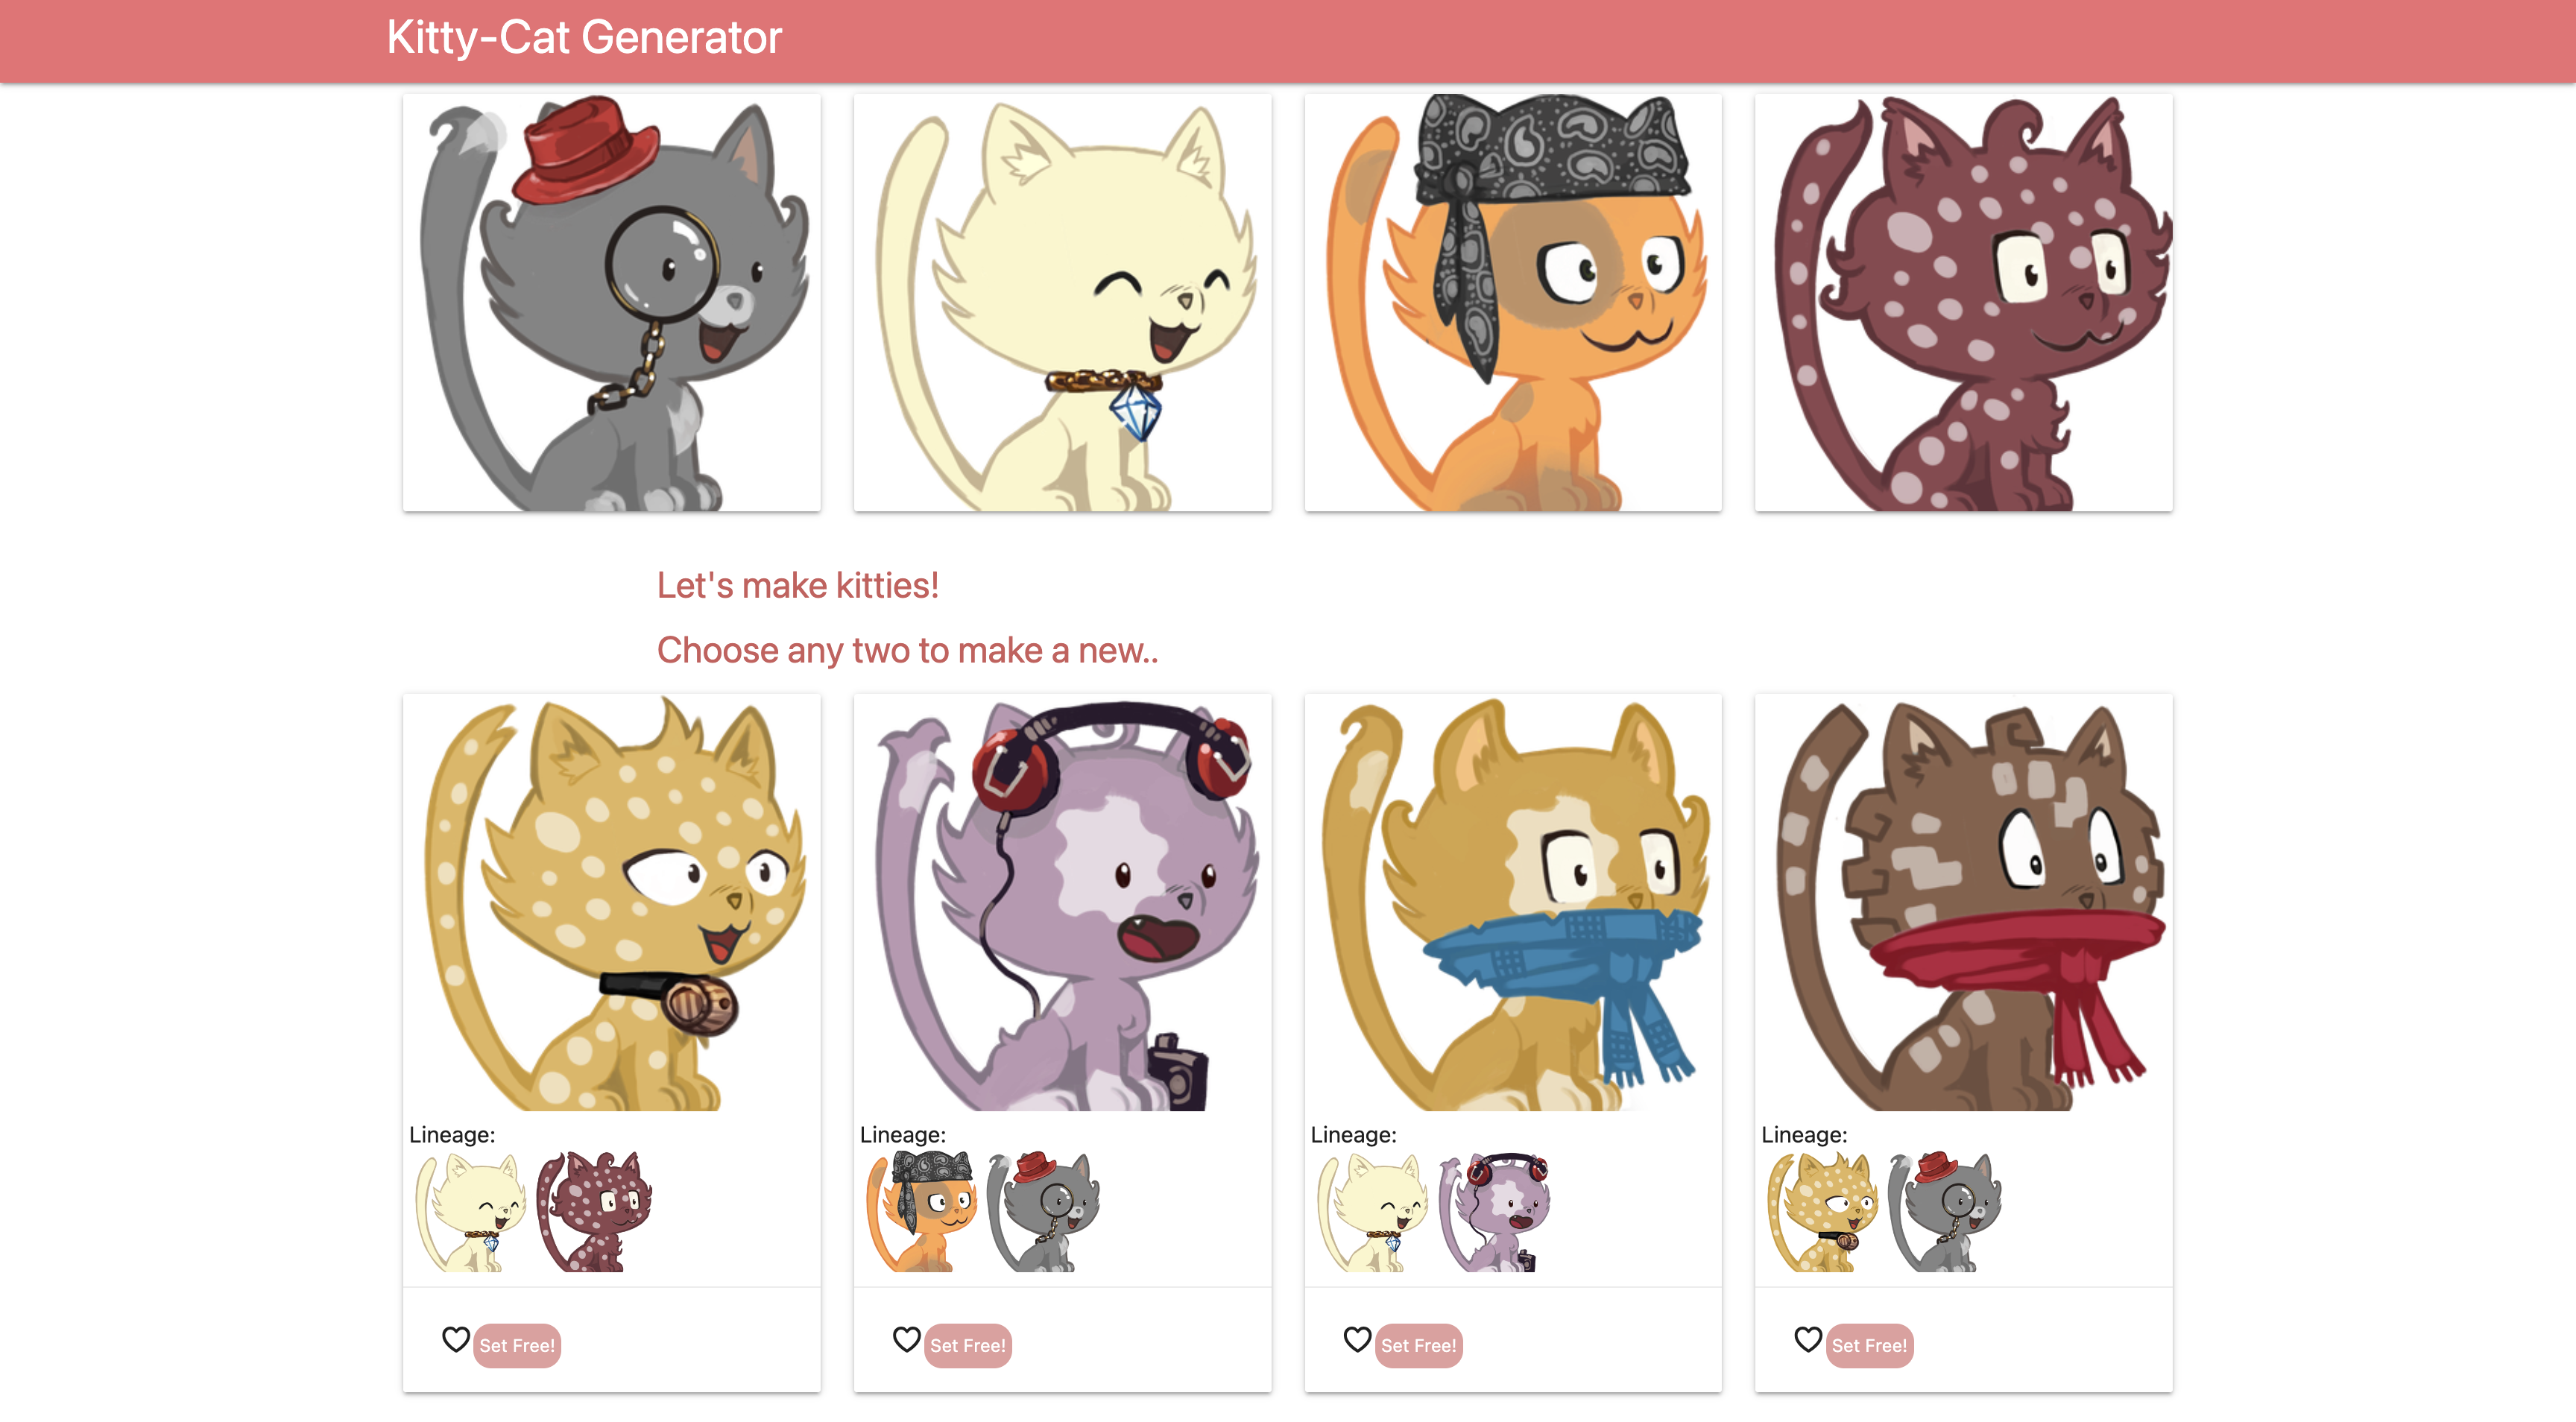 Kitty-Cat Generator
Let's make kitties!
Choose any two to make a new..
Lineage:
Lineage:
Lineage:
Lineage:
Set Free!
Set Free!
Set Free!
Set Free!